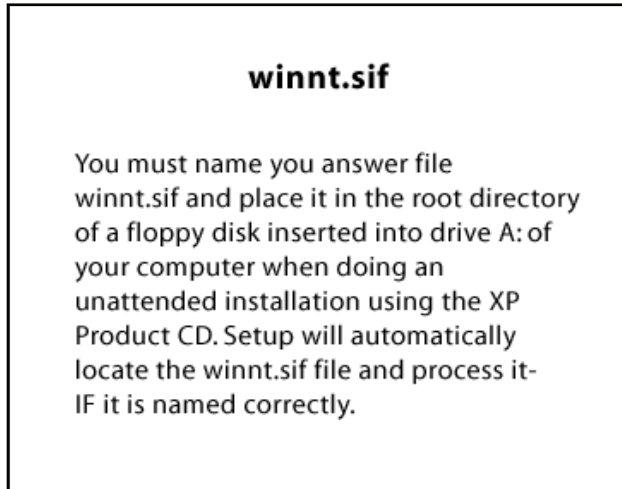 winnt.sif
You must name you answer file
winnt.sif and place it in the root directory
of a floppy disk inserted into drive A: of
your computer when doing an
unattended installation using the XP
Product CD. Setup will automatically
locate the winnt.sif file and process it-
IF it is named correctly.